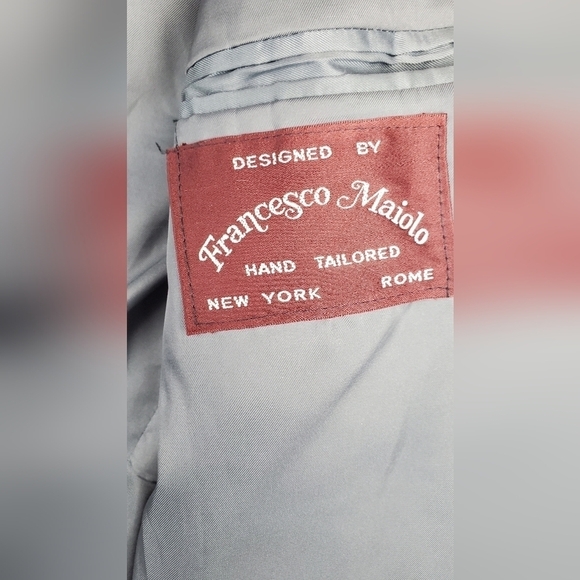 DESIGNED BY
Francesco Maiolo
HAND TAILORED
NEW YORK ROME